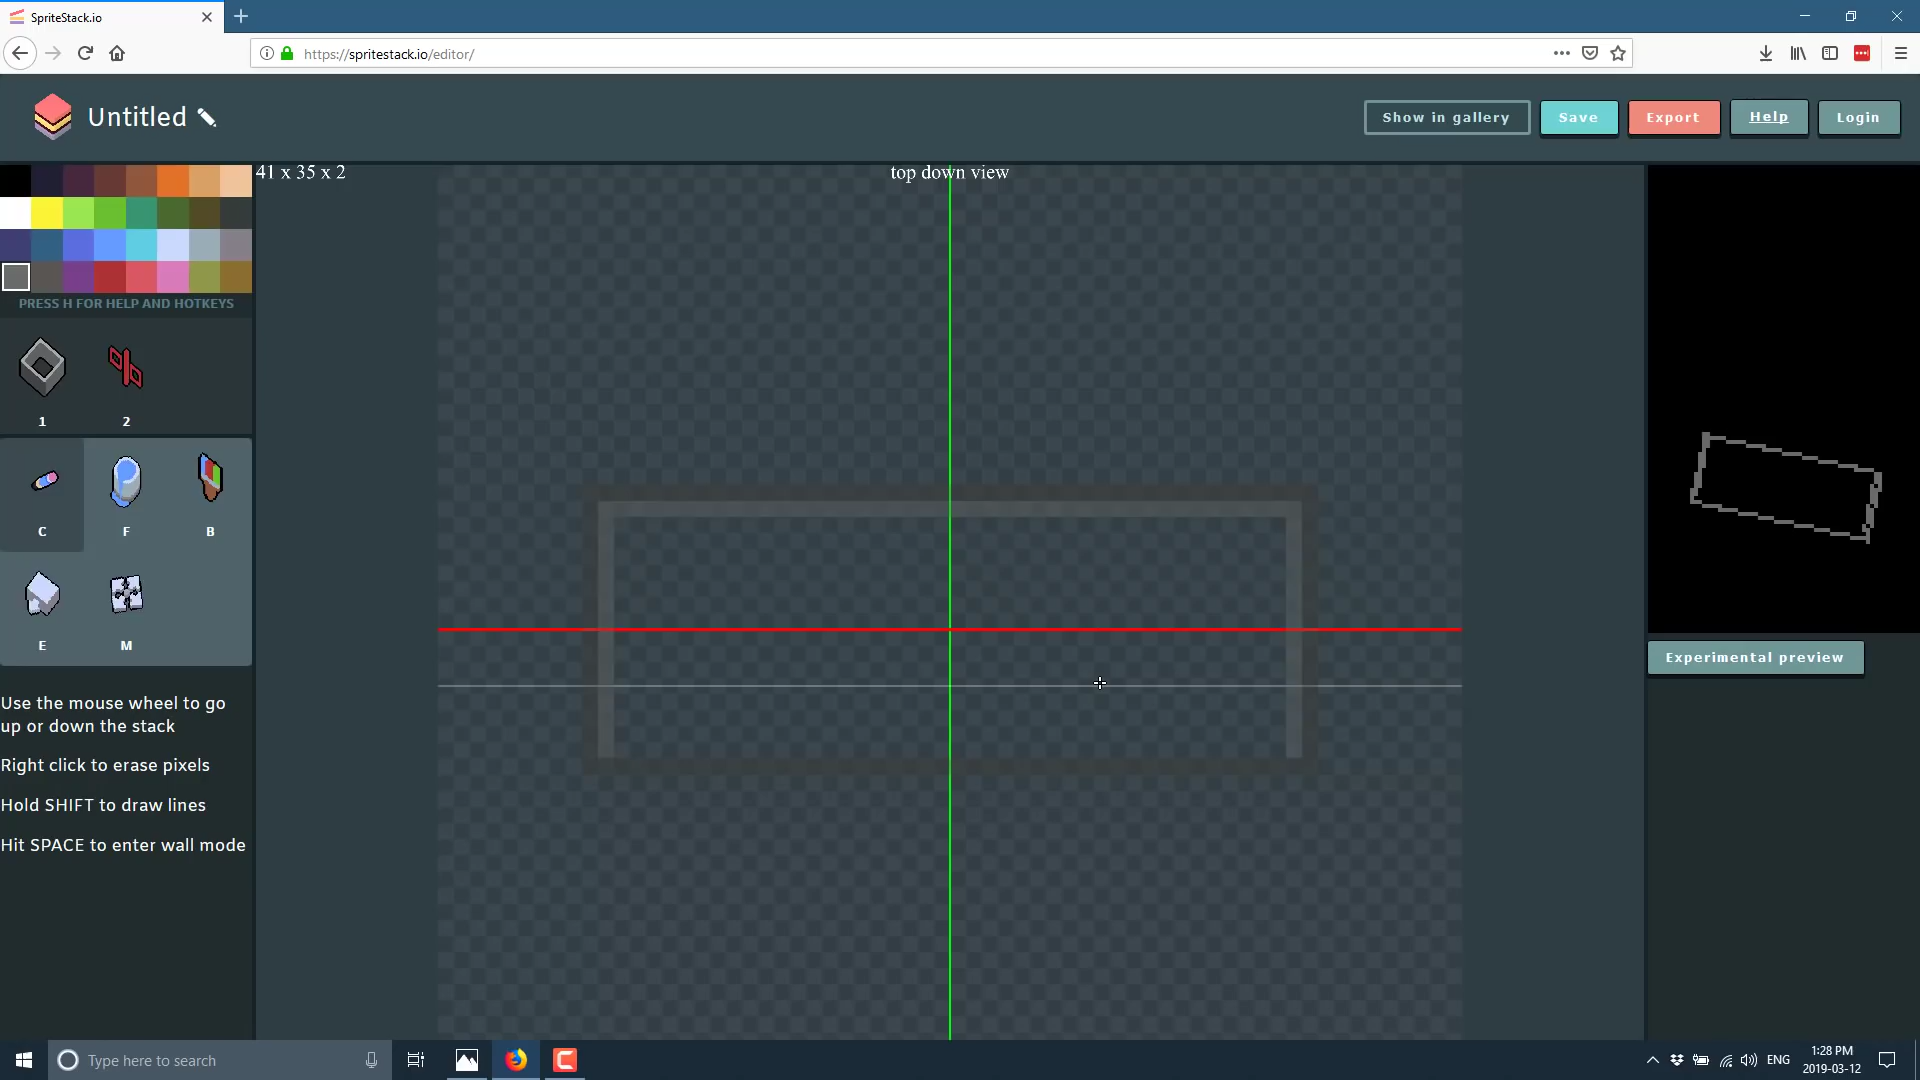 SpriteStack.io
https://spritestack.io/editor/
Untitled
Show in gallery
Save
Export
Help
Login
41 x 35 x 2
top down view
PRESS H FOR HELP AND HOTKEYS
1
2
C
F
B
E
M
Experimental preview
Use the mouse wheel to go
up or down the stack
Right click to erase pixels
Hold SHIFT to draw lines
Hit SPACE to enter wall mode
Type here to search
ENG
1:28 PM
2019-03-12